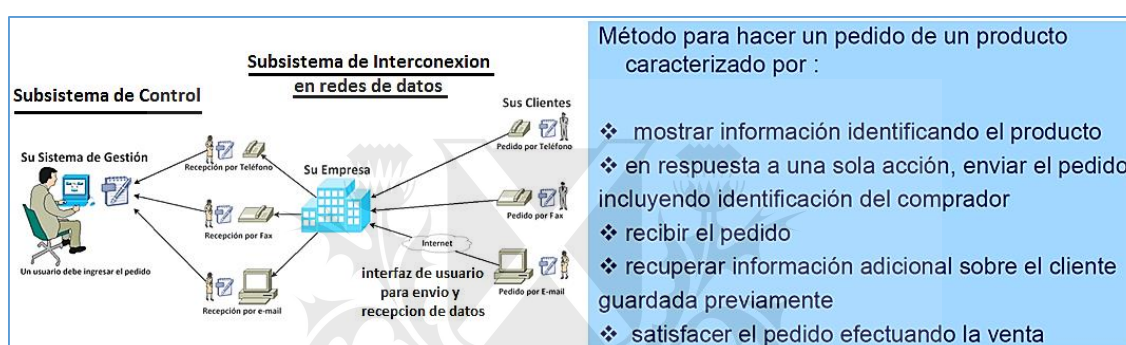 Subsistema de Interconexion
en redes de datos
Subsistema de Control
Sus Clientes
Su Sistema de Gestión
Un usuario debe ingresar el pedido
Recepción por Teléfono
Recepción por Fax
Recepción por e-mail
Su Empresa
Pedido por Teléfono
Pedido por Fax
Internet
Pedido por E-mail
interfaz de usuario
para envio y
recepcion de datos
Método para hacer un pedido de un producto
caracterizado por :
❖ mostrar información identificando el producto
❖ en respuesta a una sola acción, enviar el pedido
incluyendo identificación del comprador
❖ recibir el pedido
❖ recuperar información adicional sobre el cliente
guardada previamente
❖ satisfacer el pedido efectuando la venta